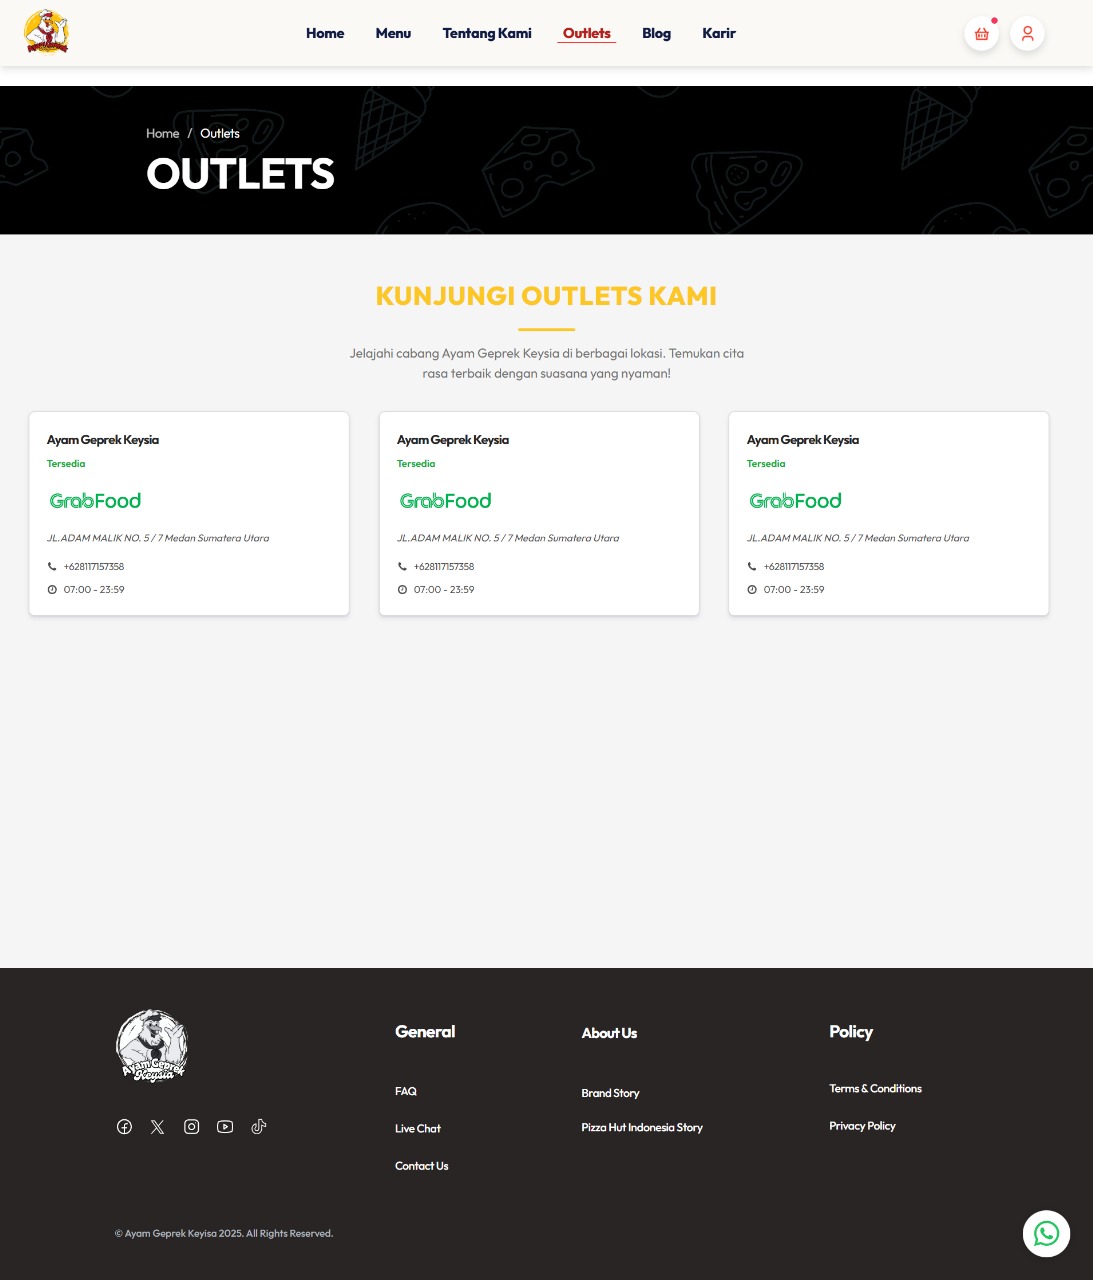 Home Menu Tentang Kami Outlets Blog Karir
Home / Outlets
OUTLETS
KUNJUNGI OUTLETS KAMI
Jelajahi cabang Ayam Geprek Keysia di berbagai lokasi. Temukan cita
rasa terbaik dengan suasana yang nyaman!
Ayam Geprek Keysia
Tersedia
GrabFood
JL.ADAM MALIK NO. 5 / 7 Medan Sumatera Utara
+628117157358
07:00 - 23:59
Ayam Geprek Keysia
Tersedia
GrabFood
JL.ADAM MALIK NO. 5 / 7 Medan Sumatera Utara
+628117157358
07:00 - 23:59
Ayam Geprek Keysia
Tersedia
GrabFood
JL.ADAM MALIK NO. 5 / 7 Medan Sumatera Utara
+628117157358
07:00 - 23:59
Ayam Geprek
Keysia
General
FAQ
Live Chat
Contact Us
About Us
Brand Story
Pizza Hut Indonesia Story
Policy
Terms & Conditions
Privacy Policy
© Ayam Geprek Keyisa 2025. All Rights Reserved.